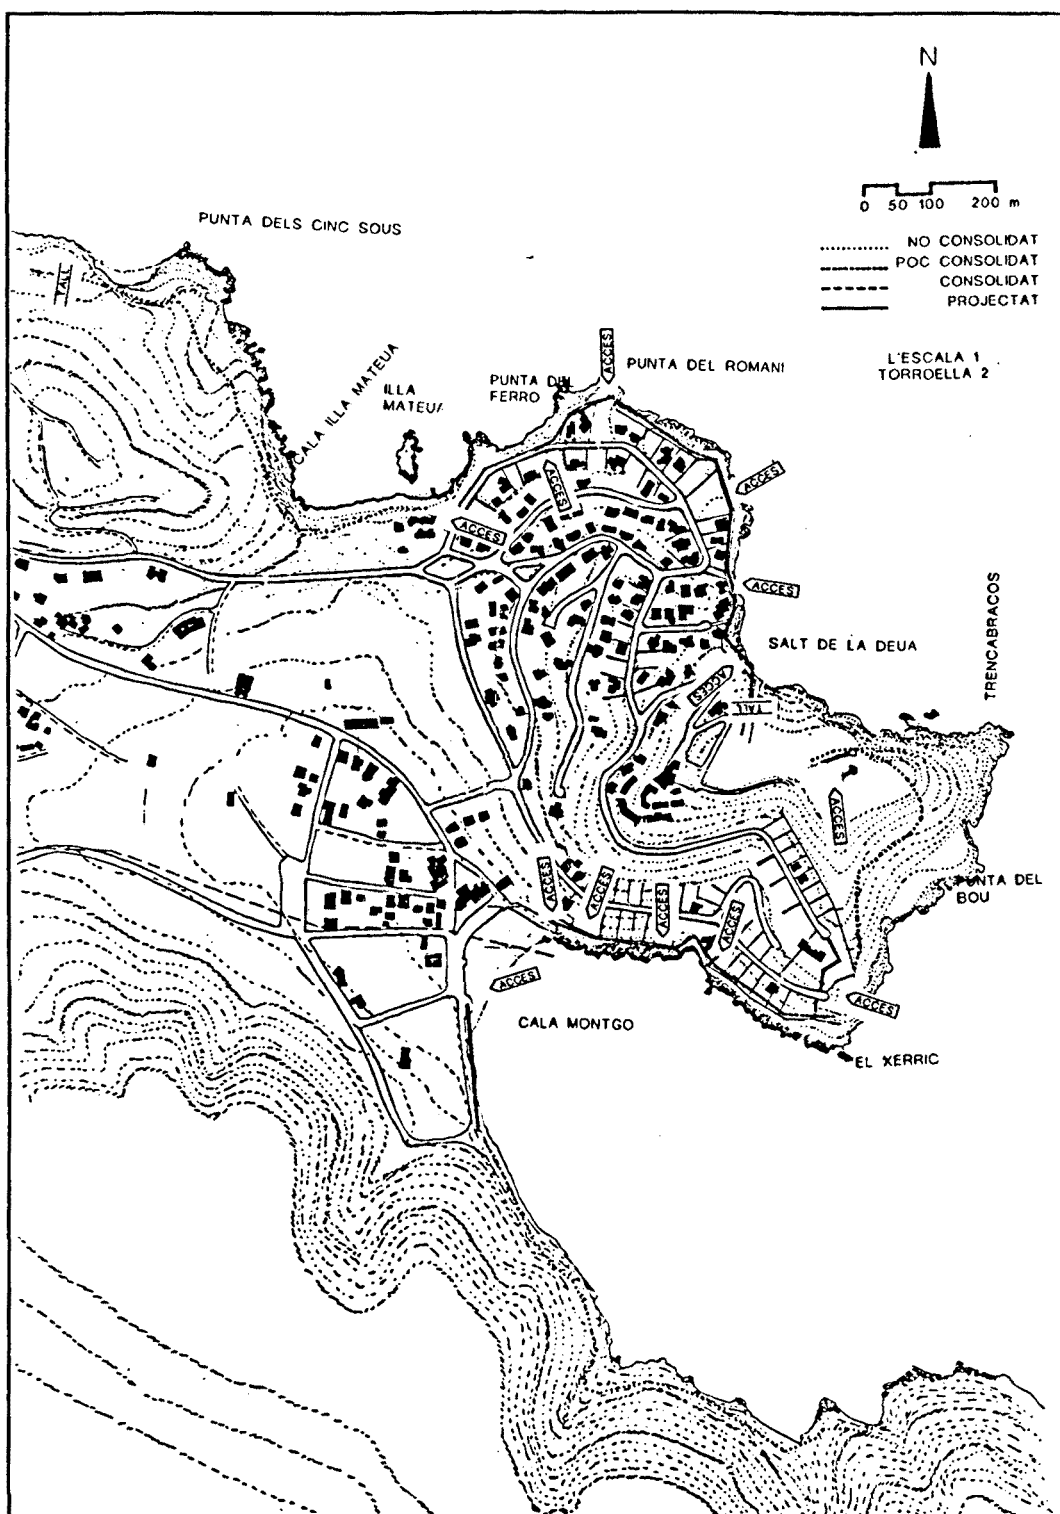 N
0 50 100 200 m
NO CONSOLIDAT
POC CONSOLIDAT
CONSOLIDAT
PROJECTAT
L'ESCALA 1
TORROELLA 2
PUNTA DELS CINC SOUS
TALL
CALA ILLA MATEUA
ILLA
MATEUA
PUNTA DEL
FERRO
ACCES
PUNTA DEL ROMANI
ACCES
ACCES
ACCES
ACCES
SALT DE LA DEUA
TRENCABRACOS
ACCES
TALL
ACCES
PUNTA DEL
BOU
ACCES
ACCES
ACCES
ACCES
ACCES
ACCES
CALA MONTGO
EL XERRIC